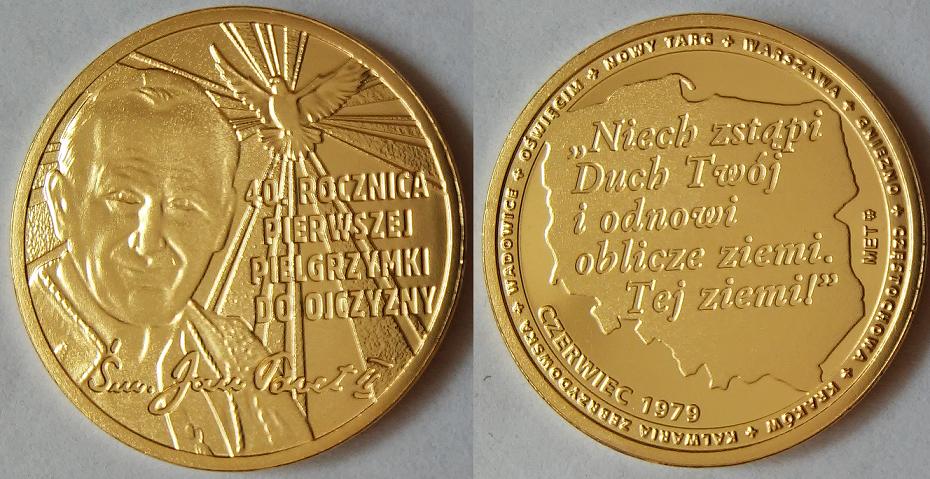 40. ROCZNICA
PIERWSZEJ
PIELGRZYMKI
DO OJCZYZNY
Św. Jan Paweł II
WADOWICE + OŚWIĘCIM + NOWY TARG + WARSZAWA + GNIEZNO + CZĘSTOCHOWA + KRAKÓW + KALWARIA ZEBRZYDOWSKA +
„Niech zstąpi
Duch Twój
i odnowi
oblicze ziemi.
Tej ziemi!”
CZERWIEC 1979
MET